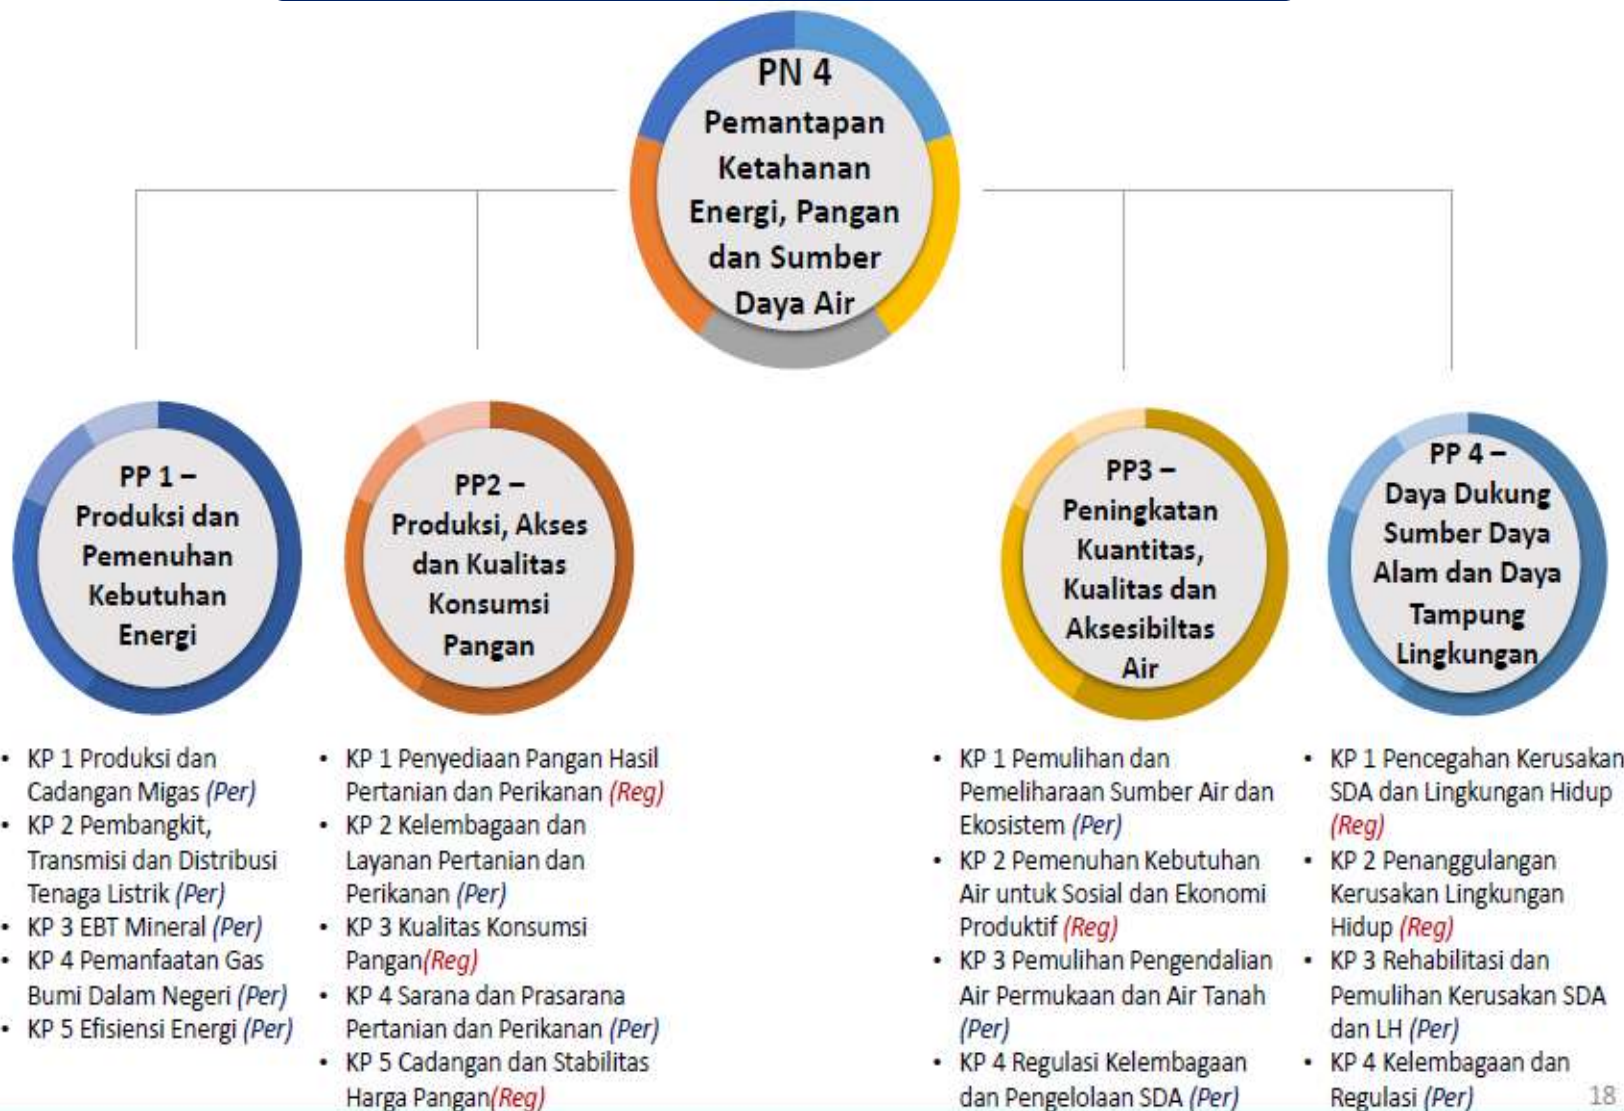 PN 4
Pemantapan
Ketahanan
Energi, Pangan
dan Sumber
Daya Air
PP 1 –
Produksi dan
Pemenuhan
Kebutuhan
Energi
PP2 –
Produksi, Akses
dan Kualitas
Konsumsi
Pangan
PP3 –
Peningkatan
Kuantitas,
Kualitas dan
Aksesibiltas
Air
PP 4 –
Daya Dukung
Sumber Daya
Alam dan Daya
Tampung
Lingkungan
• KP 1 Produksi dan
Cadangan Migas (Per)
• KP 2 Pembangkit,
Transmisi dan Distribusi
Tenaga Listrik (Per)
• KP 3 EBT Mineral (Per)
• KP 4 Pemanfaatan Gas
Bumi Dalam Negeri (Per)
• KP 5 Efisiensi Energi (Per)
• KP 1 Penyediaan Pangan Hasil
Pertanian dan Perikanan (Reg)
• KP 2 Kelembagaan dan
Layanan Pertanian dan
Perikanan (Per)
• KP 3 Kualitas Konsumsi
Pangan(Reg)
• KP 4 Sarana dan Prasarana
Pertanian dan Perikanan (Per)
• KP 5 Cadangan dan Stabilitas
Harga Pangan(Reg)
• KP 1 Pemulihan dan
Pemeliharaan Sumber Air dan
Ekosistem (Per)
• KP 2 Pemenuhan Kebutuhan
Air untuk Sosial dan Ekonomi
Produktif (Reg)
• KP 3 Pemulihan Pengendalian
Air Permukaan dan Air Tanah
(Per)
• KP 4 Regulasi Kelembagaan
dan Pengelolaan SDA (Per)
• KP 1 Pencegahan Kerusakan
SDA dan Lingkungan Hidup
(Reg)
• KP 2 Penanggulangan
Kerusakan Lingkungan
Hidup (Reg)
• KP 3 Rehabilitasi dan
Pemulihan Kerusakan SDA
dan LH (Per)
• KP 4 Kelembagaan dan
Regulasi (Per)
18